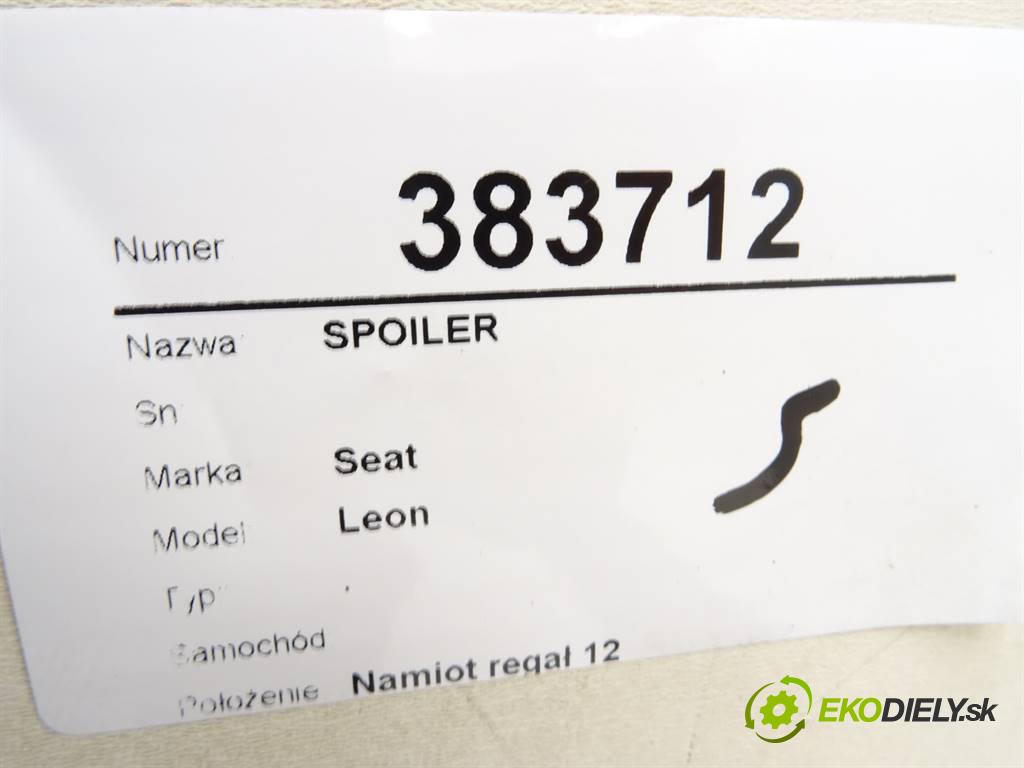 Numer 383712
Nazwa SPOILER
Sn
Marka Seat
Model Leon
Typ .
Samochód
Położenie Namiot regał 12
EKODIELY.sk